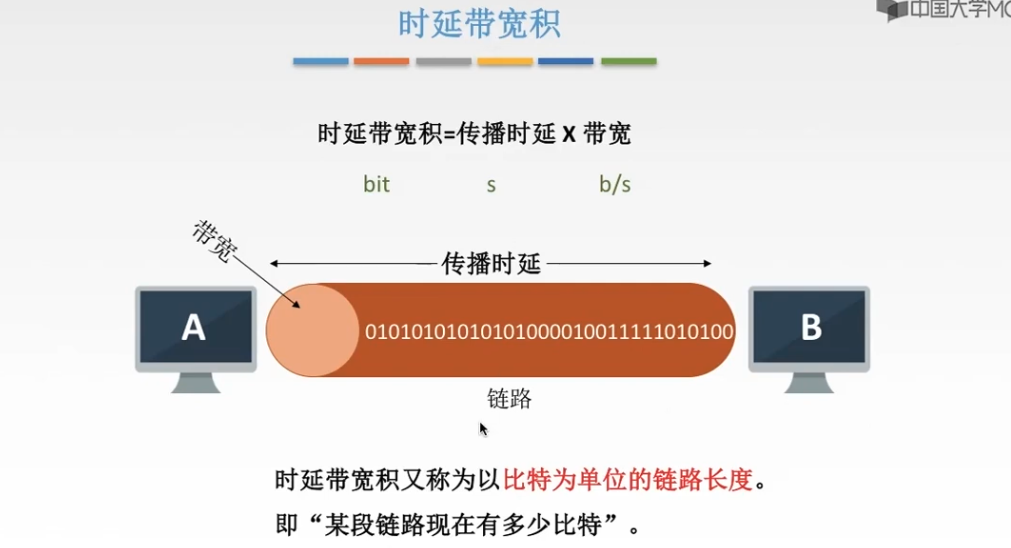 中国大学MO
时延带宽积
时延带宽积=传播时延 X 带宽
bit s b/s
带宽
传播时延
A
0101010101010100001001111101010 0
B
链路
时延带宽积又称为以比特为单位的链路长度。
即“某段链路现在有多少比特”。